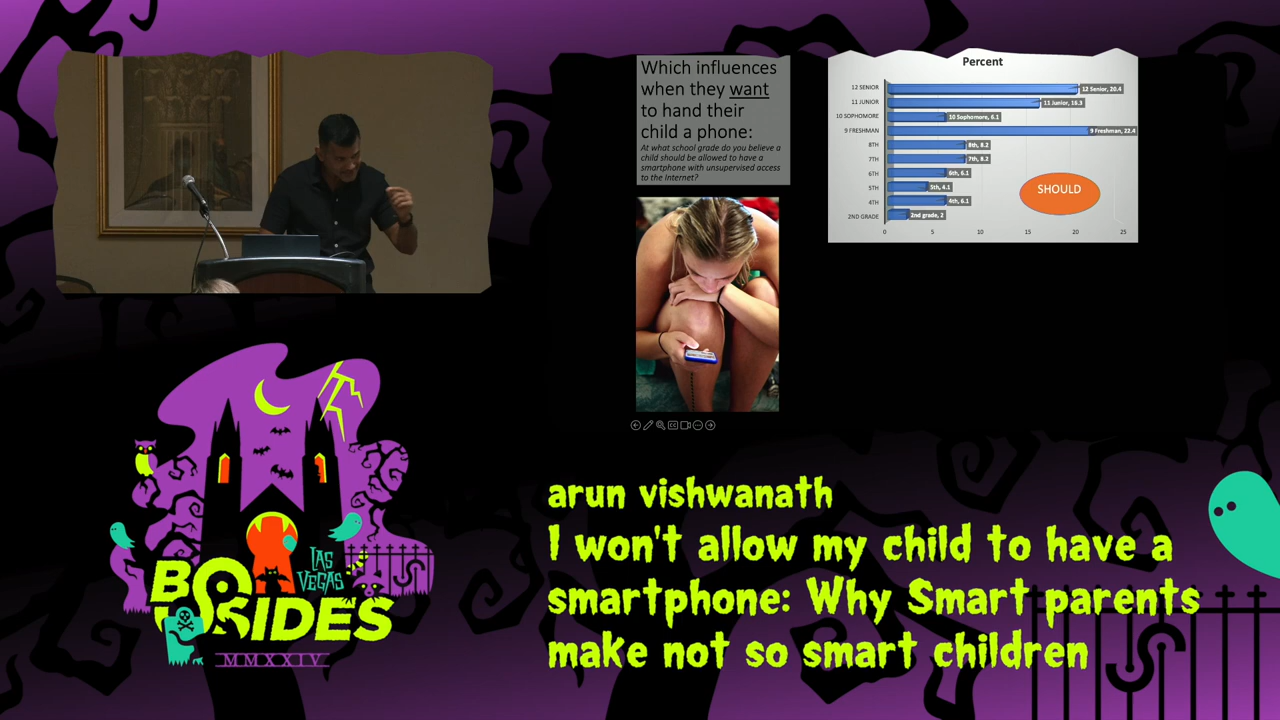 Which influences
when they want
to hand their
child a phone:
At what school grade do you believe a
child should be allowed to have a
smartphone with unsupervised access
to the Internet?
Percent
12 SENIOR
12 Senior, 20.4
11 JUNIOR
11 Junior, 16.3
10 SOPHOMORE
10 Sophomore, 6.1
9 FRESHMAN
9 Freshman, 22.4
8TH
8th, 8.2
7TH
7th, 8.2
6TH
6th, 6.1
5TH
5th, 4.1
4TH
4th, 6.1
2ND GRADE
2nd grade, 2
0 5 10 15 20 25
SHOULD
CC
LAS
VEGAS
BSIDES
MMXXIV
arun vishwanath
I won't allow my child to have a
smartphone: Why Smart parents
make not so smart children